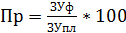 Пр = ЗУф / ЗУпл * 100